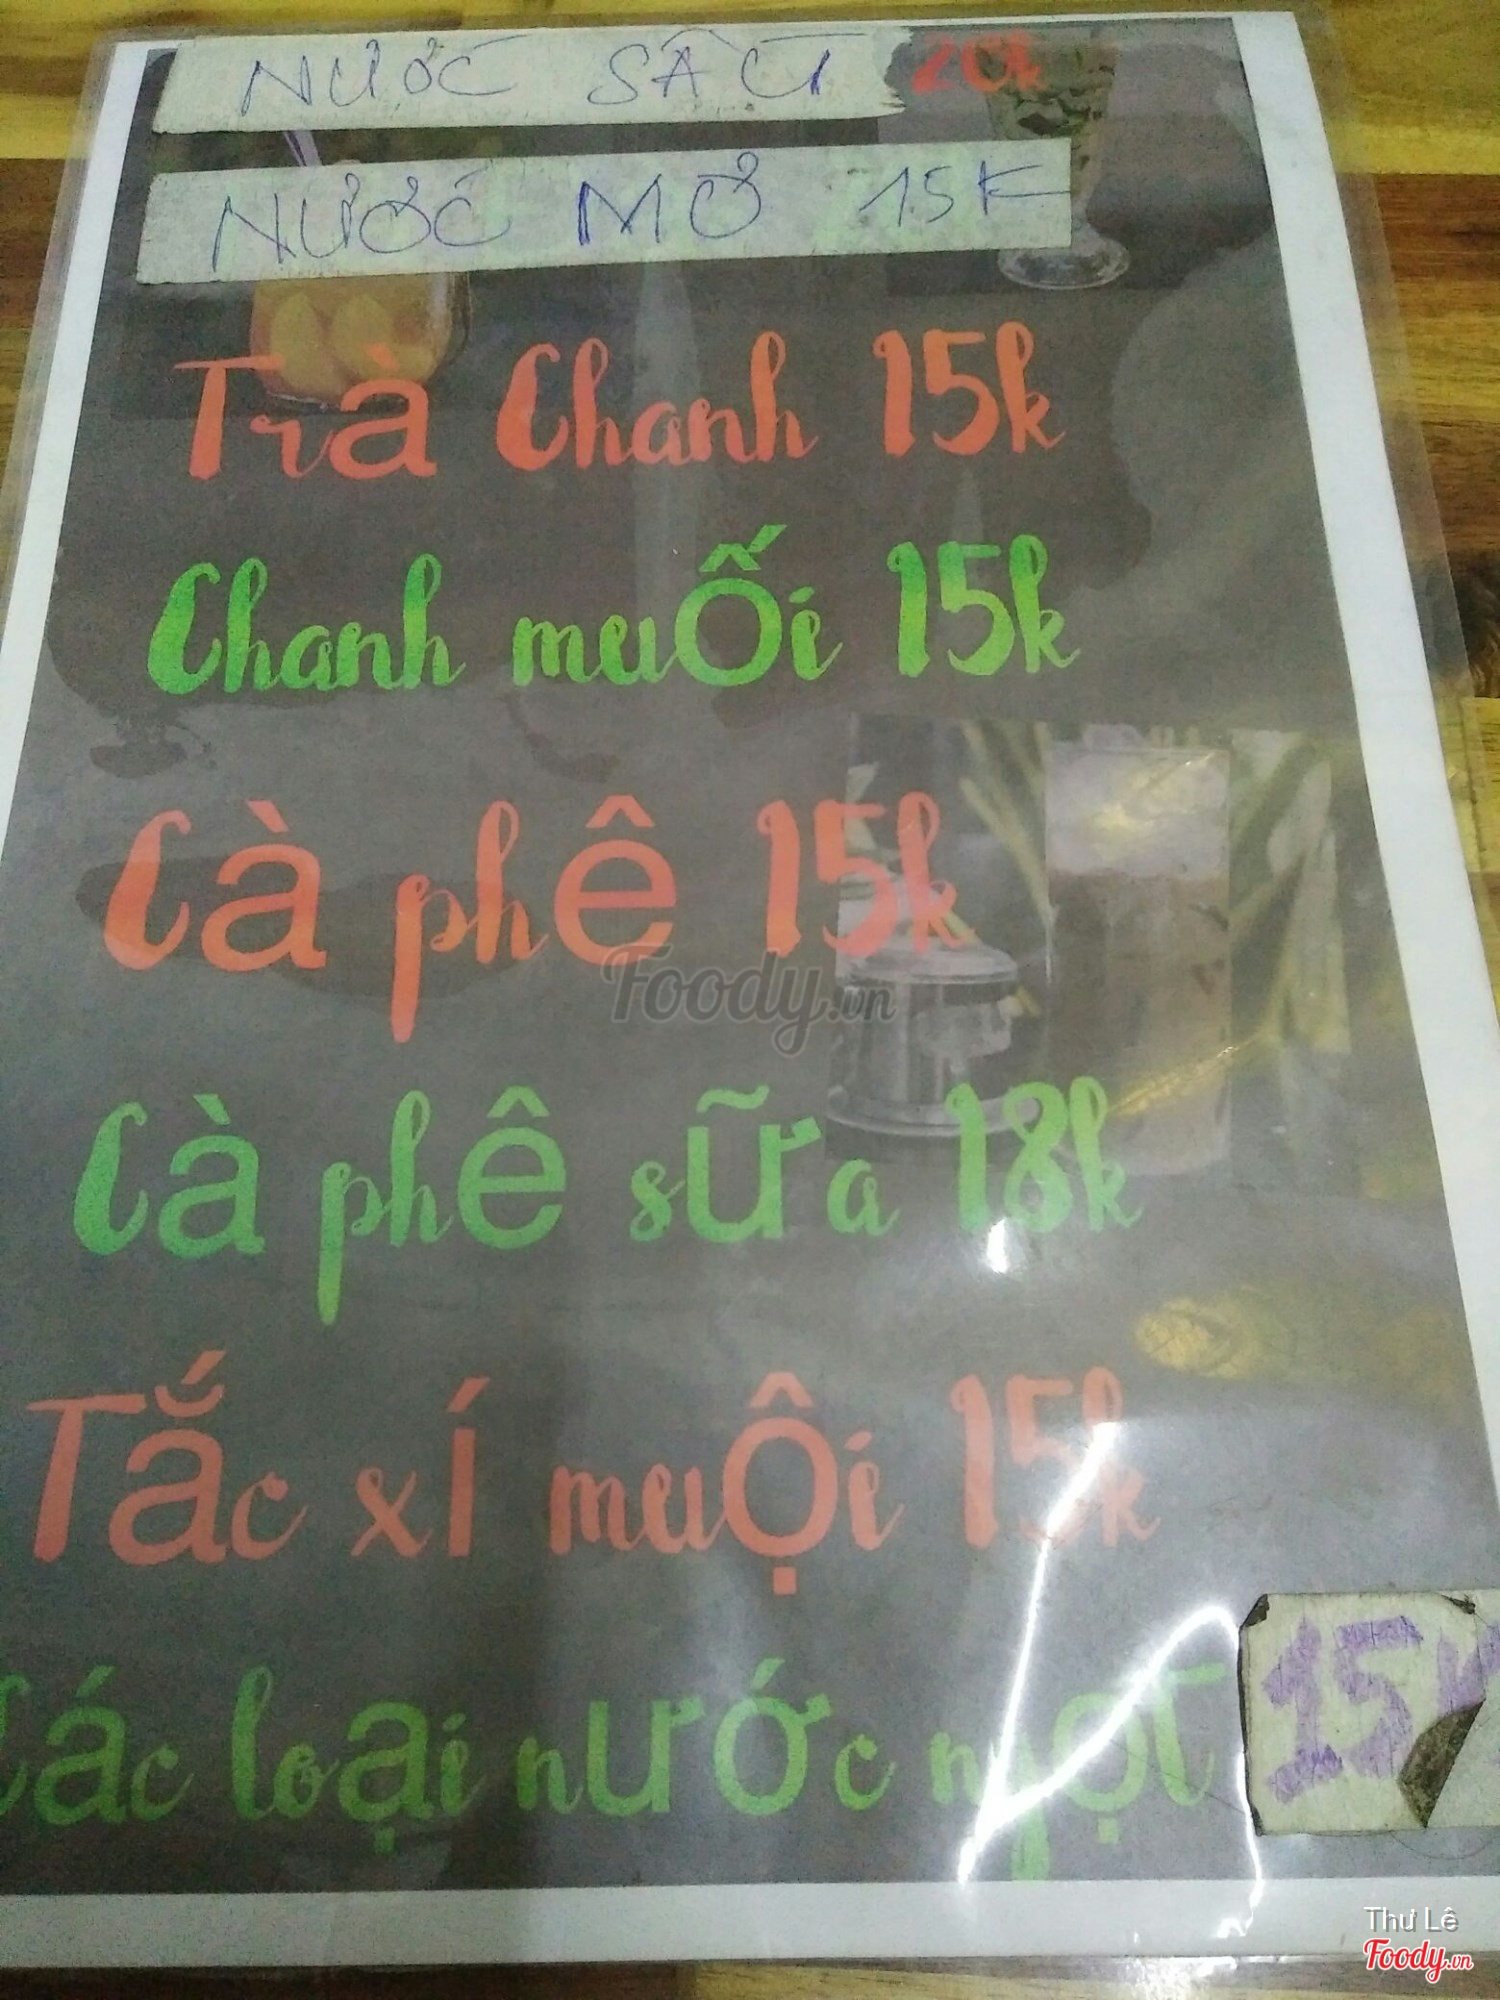 NƯỚC SẤU 20k
NƯỚC MƠ 15K
Trà Chanh 15k
Chanh muối 15k
Cà phê 15k
Foody.vn
Cà phê sữa 18k
Tắc xí muội 15k
Các loại nước ngọt 15k
Thư Lê
Foody.vn